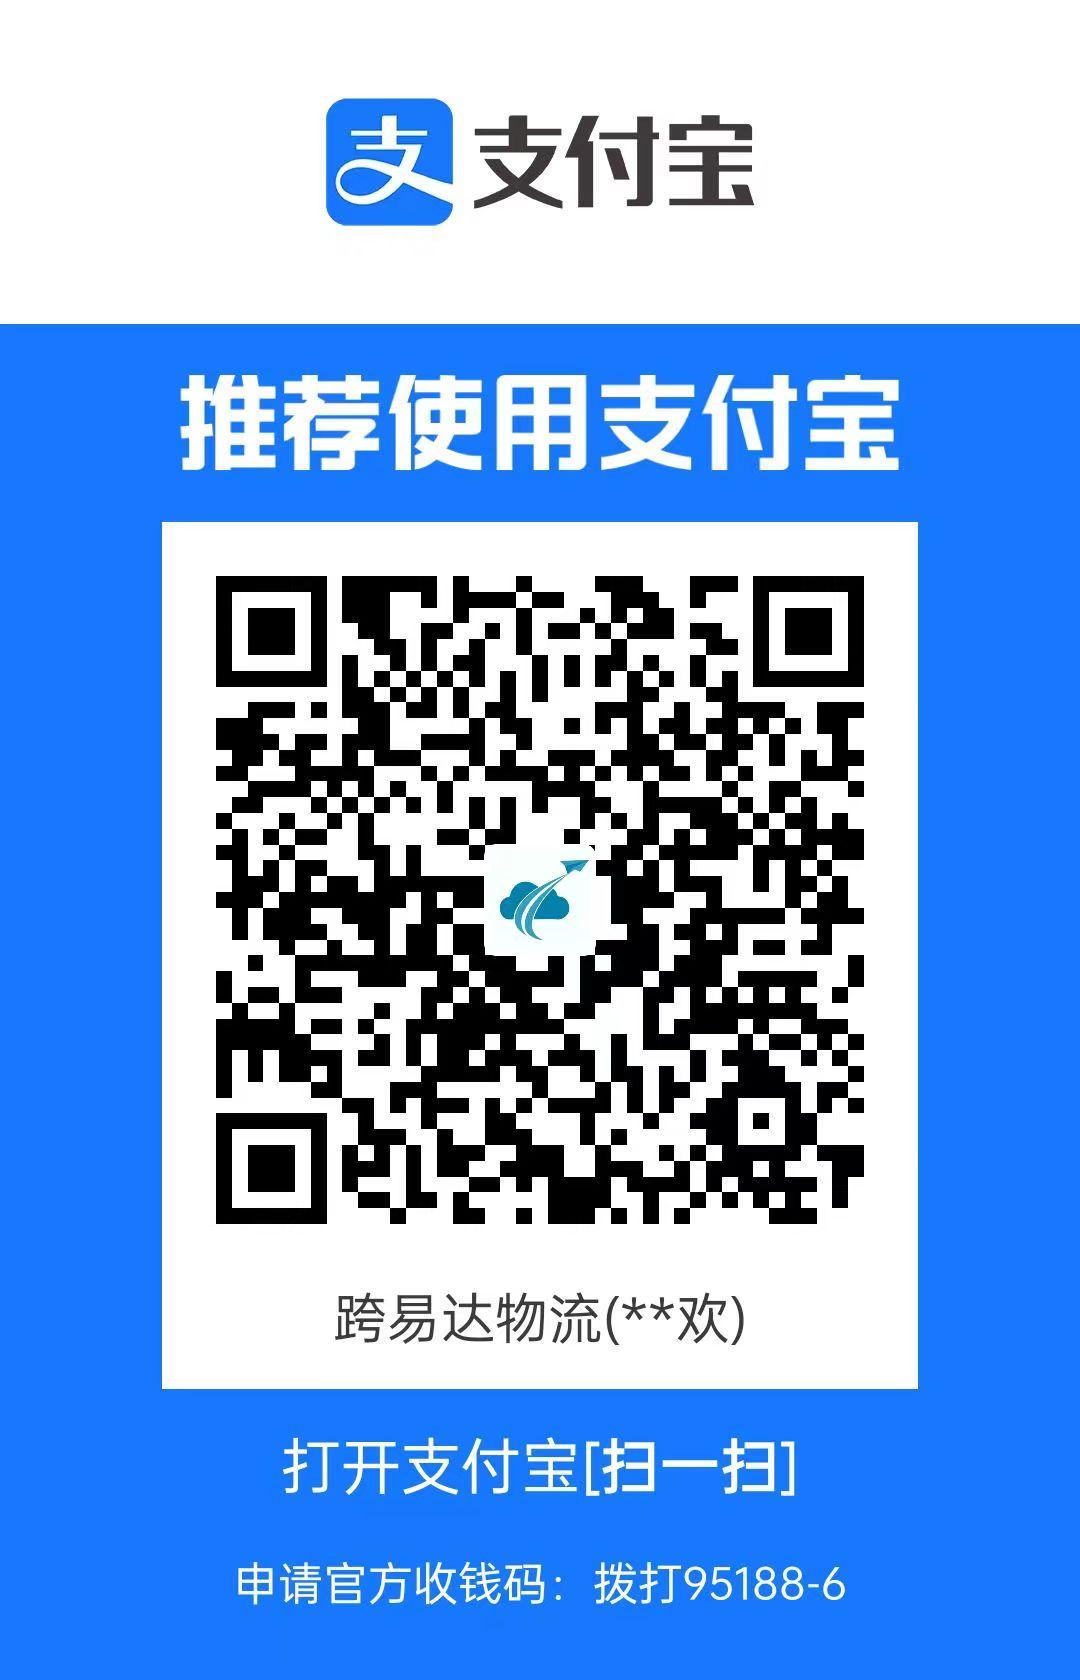 支 支付宝
推荐使用支付宝
跨易达物流(**欢)
打开支付宝[扫一扫]
申请官方收钱码：拨打95188-6